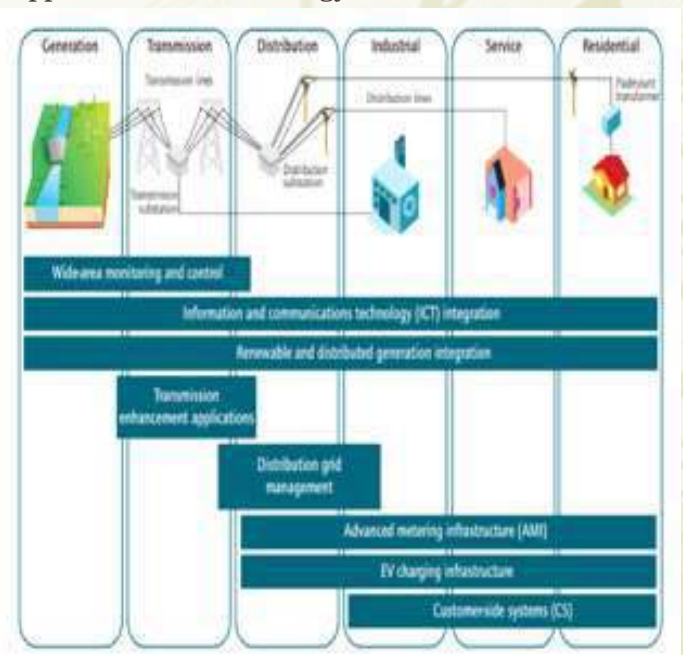 Generation
Transmission
Distribution
Industrial
Service
Residential
Transmission lines
Padmount
transformer
Distribution lines
Distribution
substation
Transmission
substation
Wide-area monitoring and control
Information and communications technology (ICT) integration
Renewable and distributed generation integration
Transmission
enhancement applications
Distribution grid
management
Advanced metering infrastructure (AMI)
EV charging infrastructure
Customer-side systems (CS)